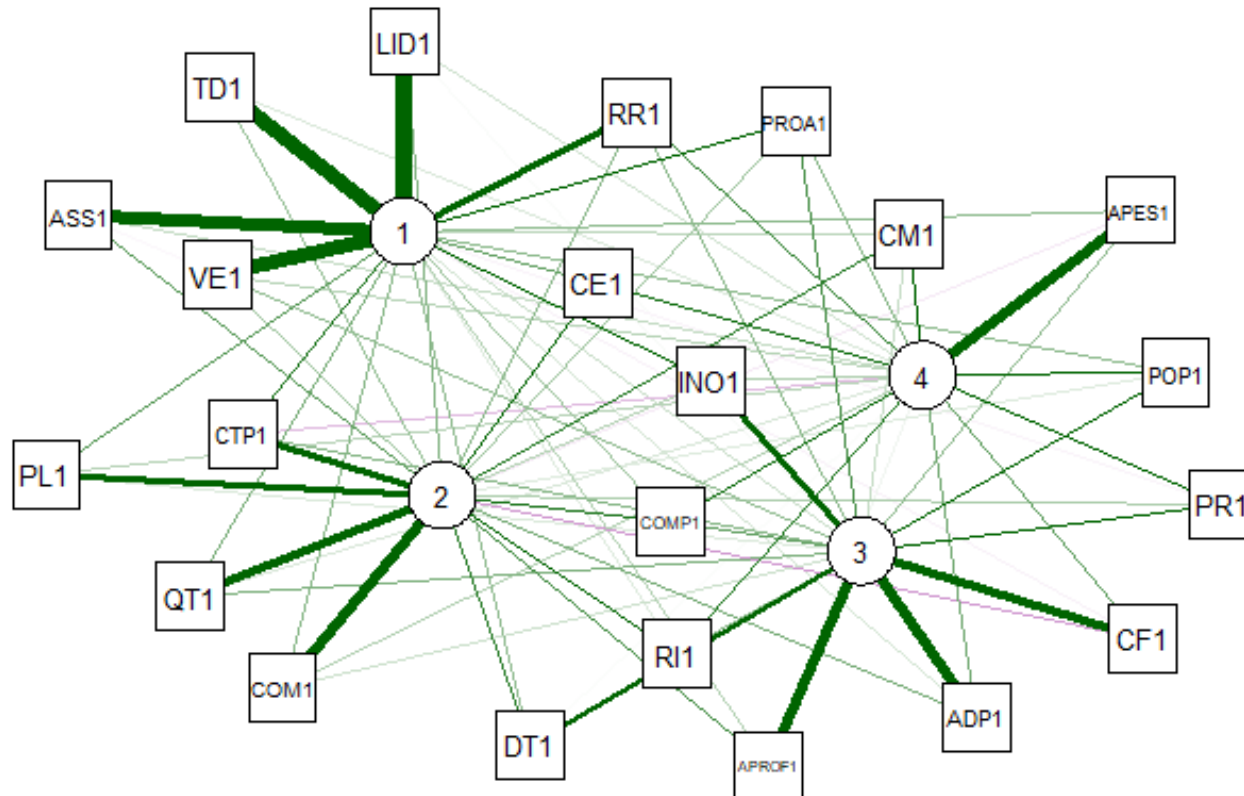 LID1
TD1
RR1
PROA1
ASS1
APES1
1
CM1
VE1
CE1
INO1
4
POP1
CTP1
PL1
2
PR1
COMP1
3
QT1
CF1
RI1
COM1
ADP1
DT1
APROF1